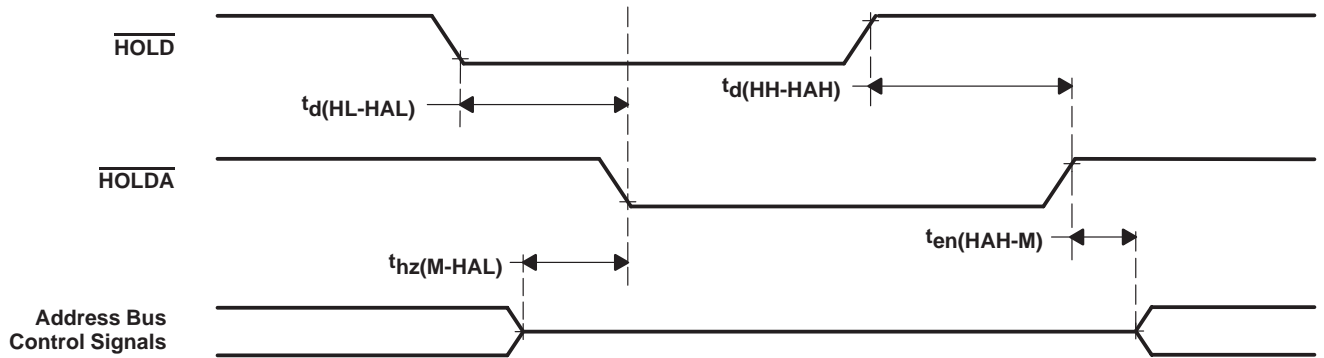 HOLD
td(HL-HAL)
td(HH-HAH)
HOLDA
ten(HAH-M)
thz(M-HAL)
Address Bus
Control Signals